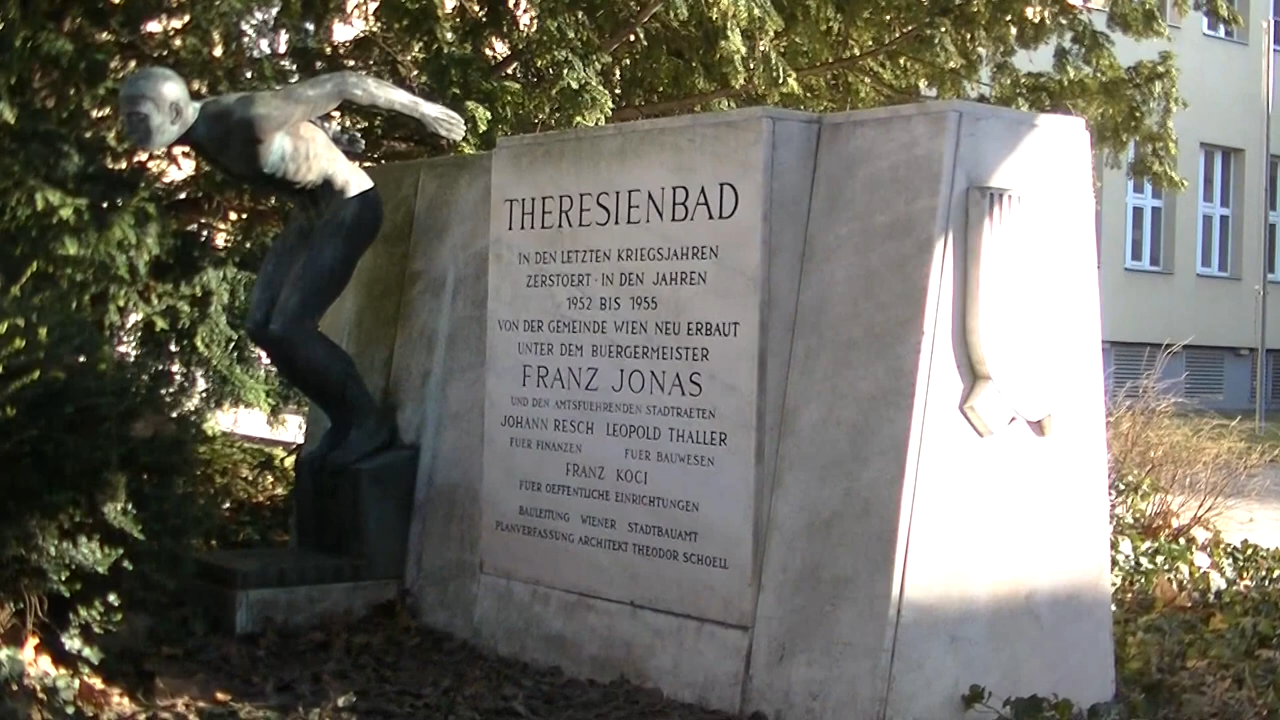 THERESIENBAD
IN DEN LETZTEN KRIEGSJAHREN
ZERSTOERT · IN DEN JAHREN
1952 BIS 1955
VON DER GEMEINDE WIEN NEU ERBAUT
UNTER DEM BUERGERMEISTER
FRANZ JONAS
UND DEN AMTSFUEHRENDEN STADTRAETEN
JOHANN RESCH LEOPOLD THALLER
FUER FINANZEN FUER BAUWESEN
FRANZ KOCI
FUER OEFFENTLICHE EINRICHTUNGEN
BAULEITUNG WIENER STADTBAUAMT
PLANVERFASSUNG ARCHITEKT THEODOR SCHOELL